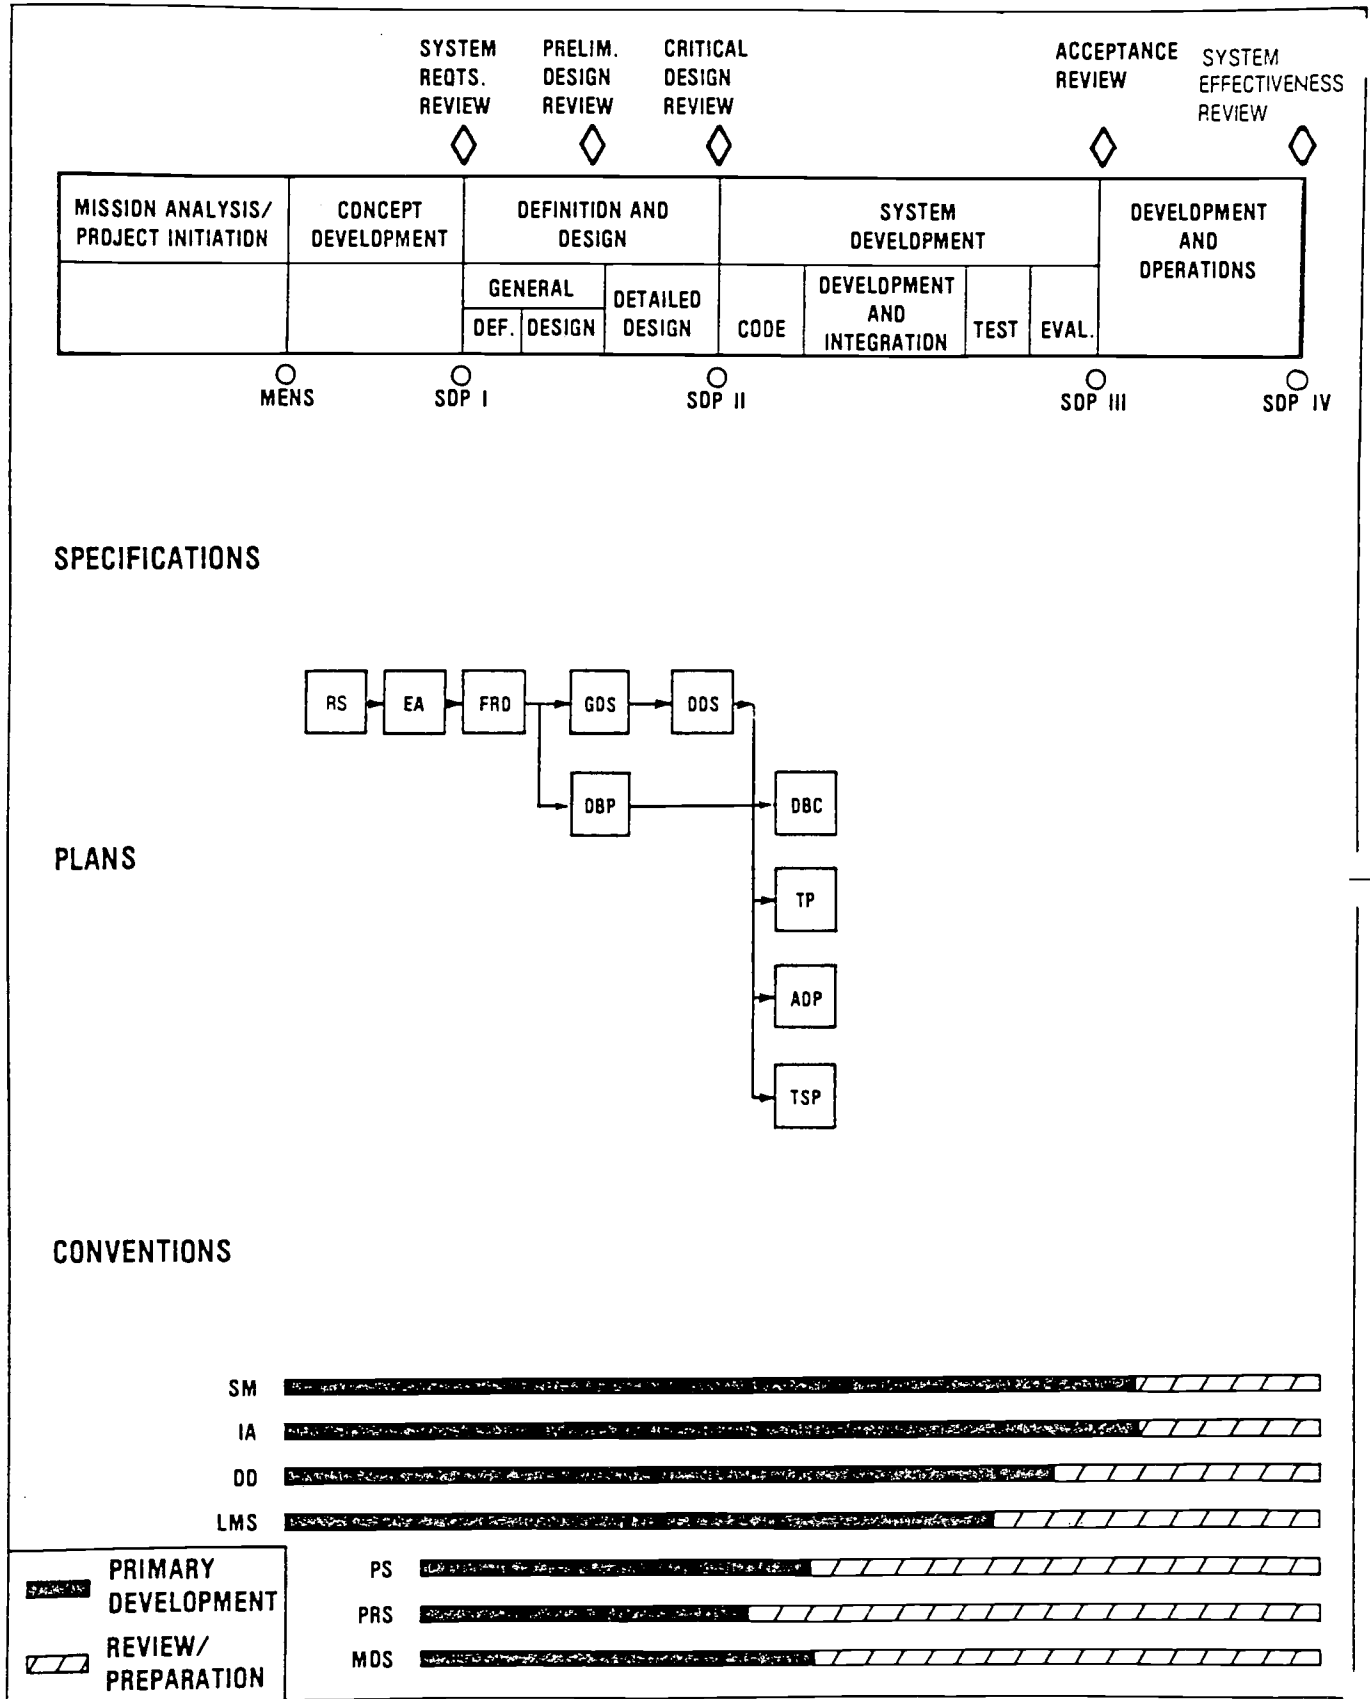 SYSTEM
REQTS.
REVIEW
PRELIM.
DESIGN
REVIEW
CRITICAL
DESIGN
REVIEW
ACCEPTANCE
REVIEW
SYSTEM
EFFECTIVENESS
REVIEW
MISSION ANALYSIS/
PROJECT INITIATION
CONCEPT
DEVELOPMENT
DEFINITION AND
DESIGN
SYSTEM
DEVELOPMENT
DEVELOPMENT
AND
OPERATIONS
GENERAL
DEF.
DESIGN
DETAILED
DESIGN
CODE
DEVELOPMENT
AND
INTEGRATION
TEST
EVAL.
MENS
SDP I
SDP II
SDP III
SDP IV
SPECIFICATIONS
RS
EA
FRD
GDS
DDS
DBP
DBC
PLANS
TP
ADP
TSP
CONVENTIONS
SM
IA
DD
LMS
PS
PRS
MDS
PRIMARY
DEVELOPMENT
REVIEW/
PREPARATION